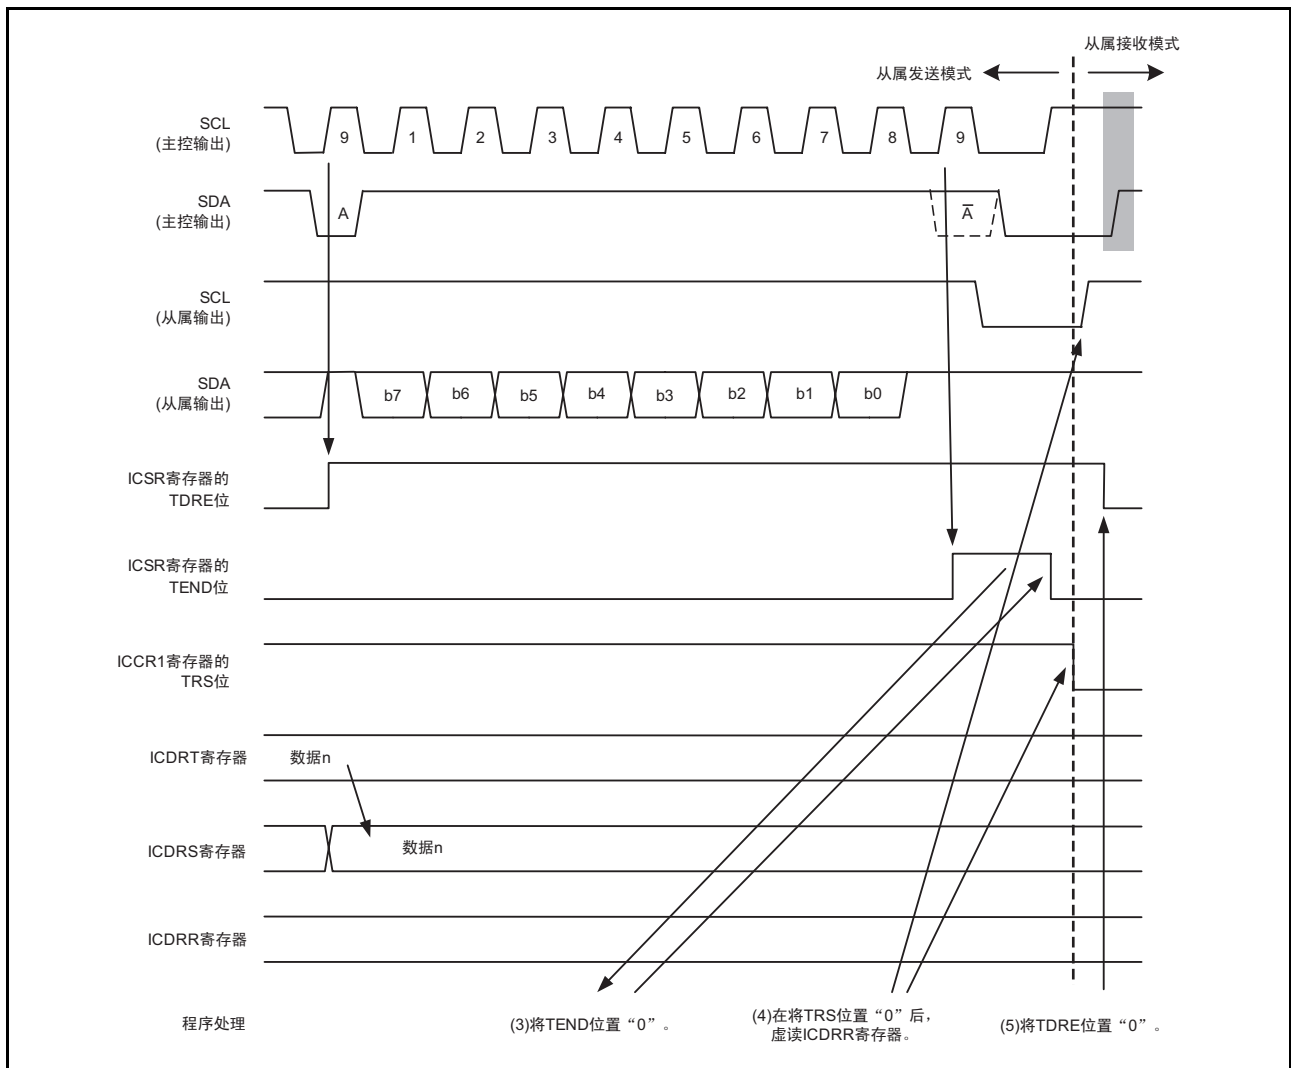 从属接收模式
从属发送模式
SCL
(主控输出)
9 1 2 3 4 5 6 7 8 9
SDA
(主控输出)
A
A̅
SCL
(从属输出)
SDA
(从属输出)
b7 b6 b5 b4 b3 b2 b1 b0
ICSR寄存器的
TDRE位
ICSR寄存器的
TEND位
ICCR1寄存器的
TRS位
ICDRT寄存器
数据n
ICDRS寄存器
数据n
ICDRR寄存器
程序处理
(3)将TEND位置“0”。
(4)在将TRS位置“0”后，
虚读ICDRR寄存器。
(5)将TDRE位置“0”。